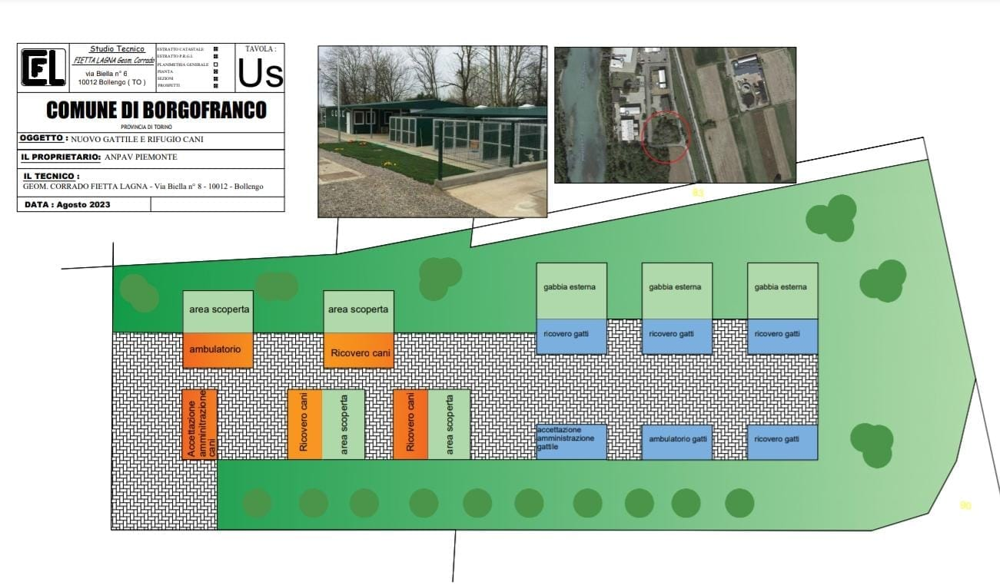 CFL
Studio Tecnico
FIETTA LAGNA Geom. Corrado
via Biella n° 6
10012 Bollengo ( TO )
ESTRATTO CATASTALE
ESTRATTO P.R.G.I.
PLANIMETRIA GENERALE
PIANTA
SEZIONI
PROSPETTI
TAVOLA :
Us
COMUNE DI BORGOFRANCO
PROVINCIA DI TORINO
OGGETTO : NUOVO GATTILE E RIFUGIO CANI
IL PROPRIETARIO: ANPAV PIEMONTE
IL TECNICO :
GEOM. CORRADO FIETTA LAGNA - Via Biella n° 8 - 10012 - Bollengo
DATA : Agosto 2023
93
gabbia esterna
gabbia esterna
gabbia esterna
area scoperta
area scoperta
ricovero gatti
ricovero gatti
ricovero gatti
ambulatorio
Ricovero cani
Accettazione
amminitrazione
cani
Ricovero cani
area scoperta
Ricovero cani
area scoperta
accettazione
amministrazione
gattile
ambulatorio gatti
ricovero gatti
90